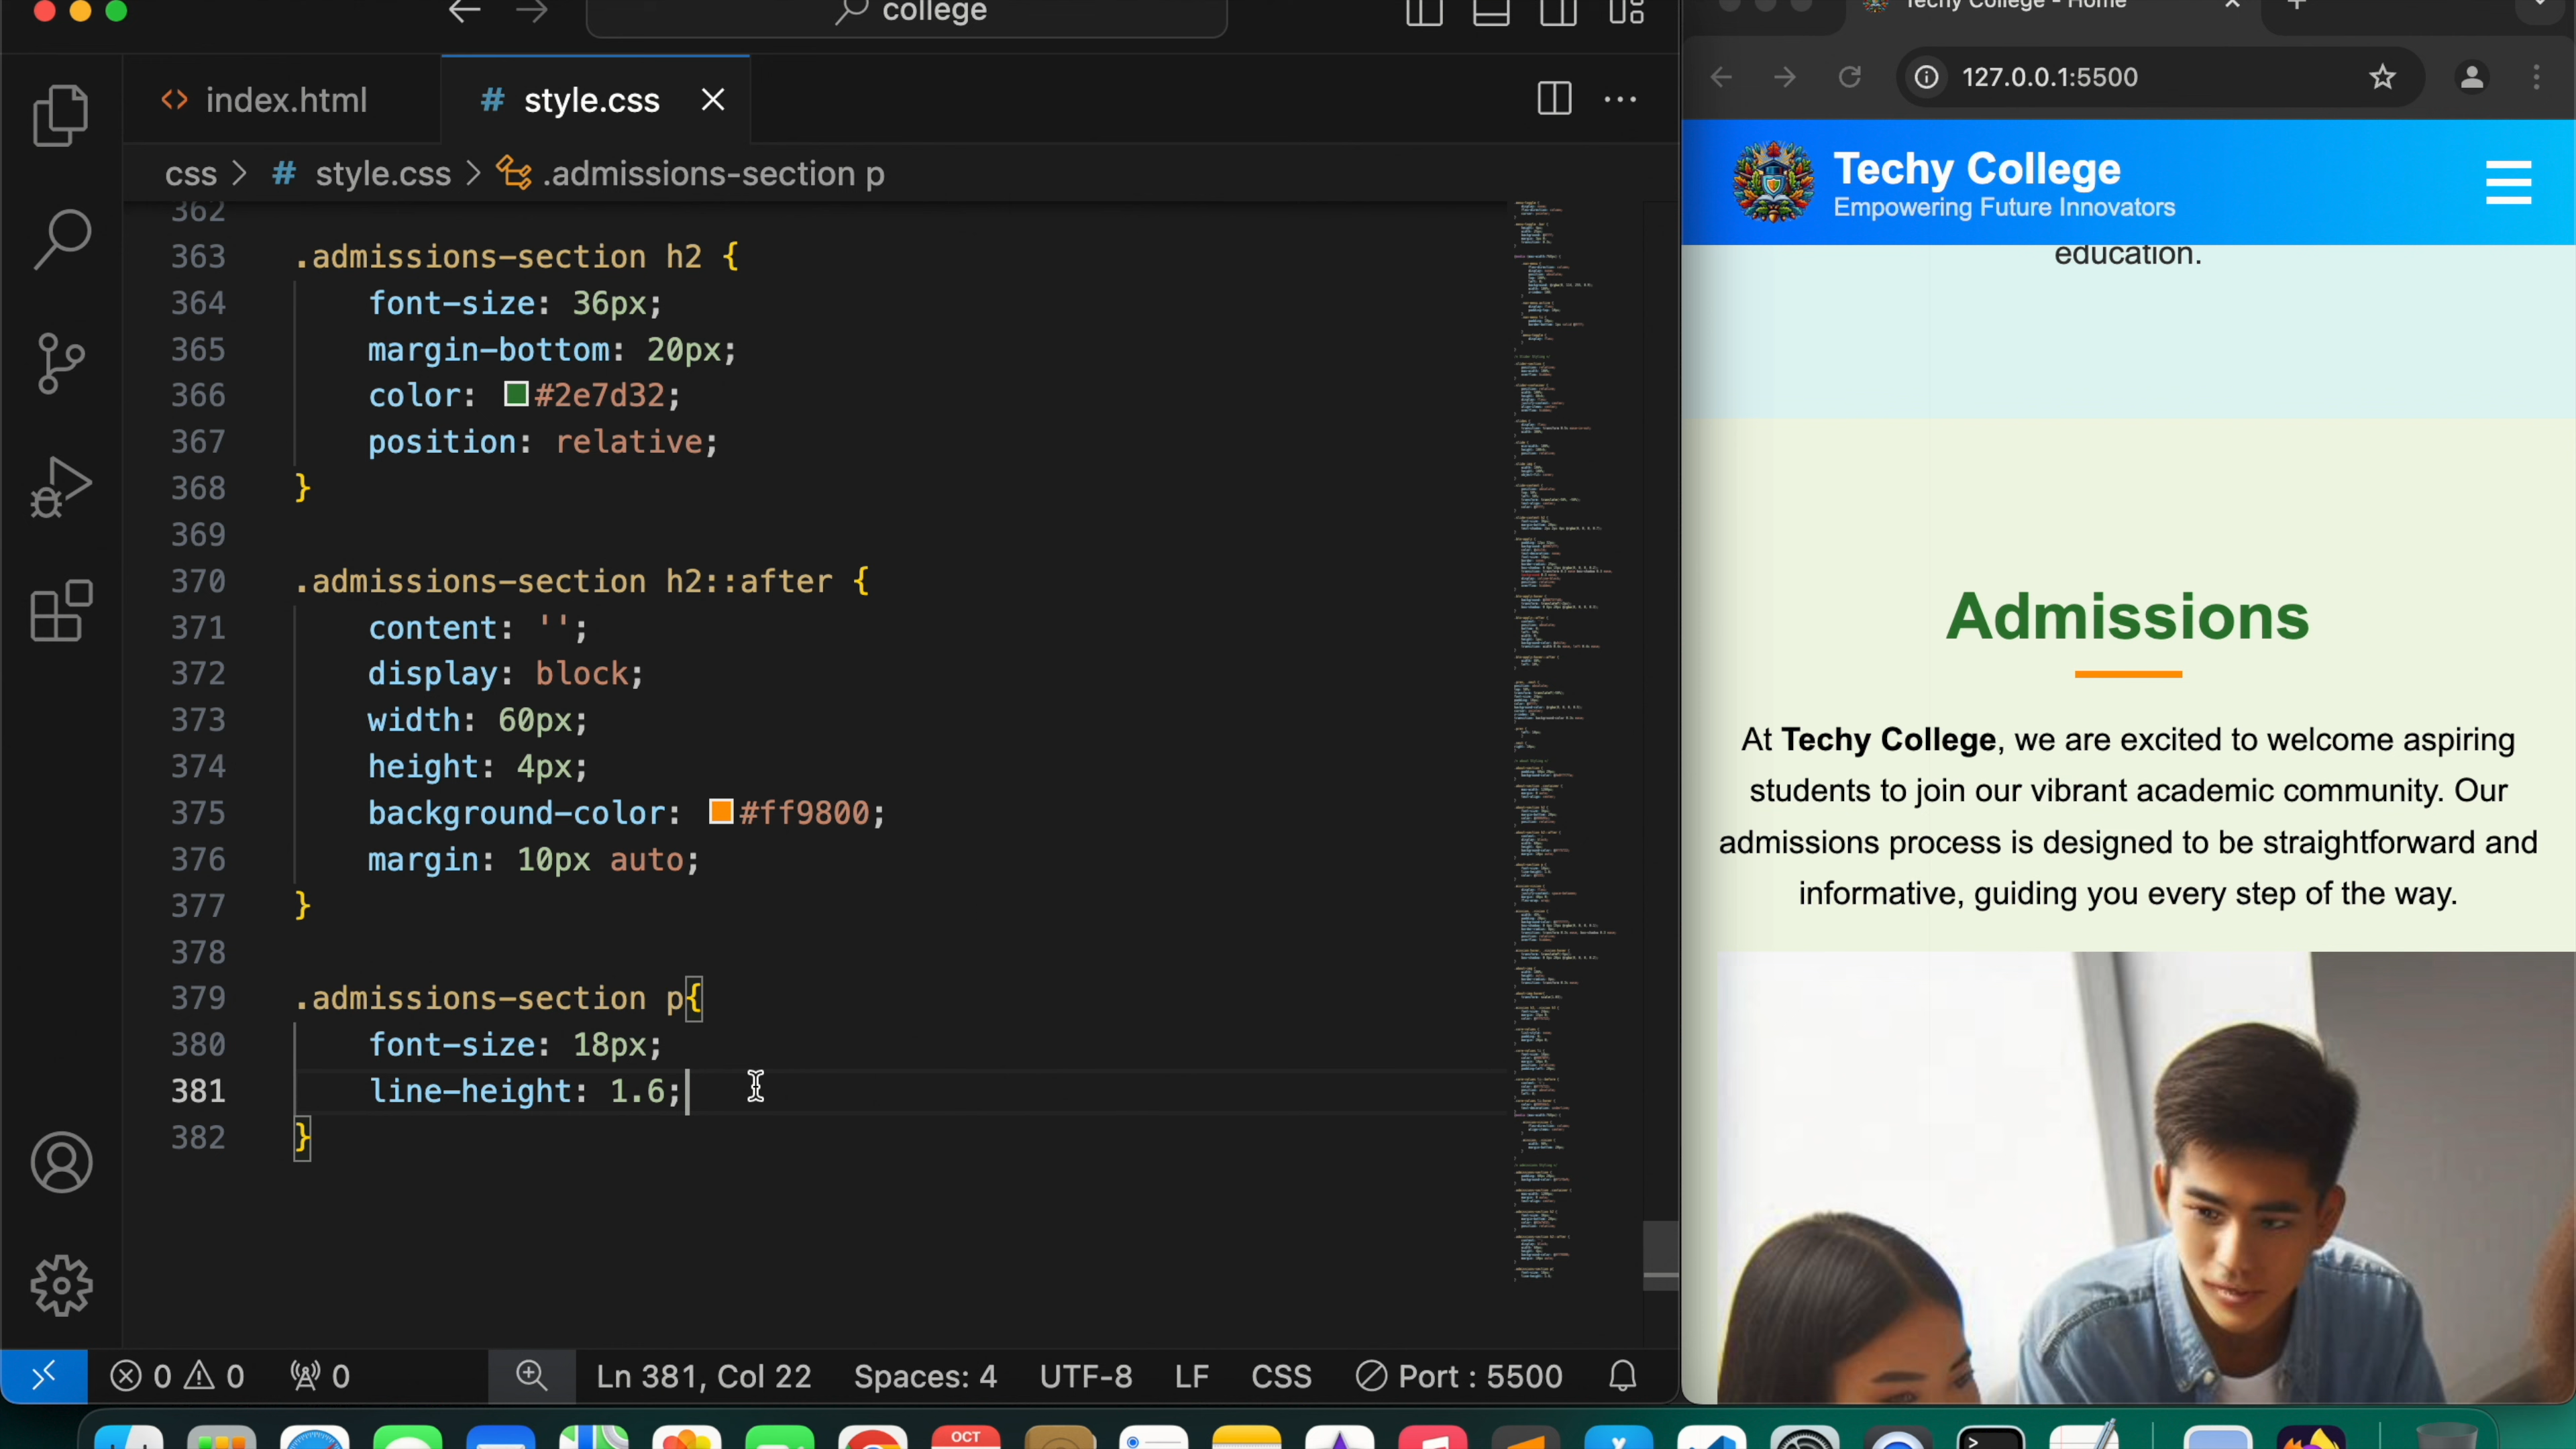 college
index.html
# style.css
css > # style.css > .admissions-section p
362
363 .admissions-section h2 {
364 font-size: 36px;
365 margin-bottom: 20px;
366 color: #2e7d32;
367 position: relative;
368 }
369
370 .admissions-section h2::after {
371 content: '';
372 display: block;
373 width: 60px;
374 height: 4px;
375 background-color: #ff9800;
376 margin: 10px auto;
377 }
378
379 .admissions-section p{
380 font-size: 18px;
381 line-height: 1.6;
382 }
0 0 0 Ln 381, Col 22 Spaces: 4 UTF-8 LF CSS Port : 5500
Techy College - Home
127.0.0.1:5500
Techy College
Empowering Future Innovators
education.
Admissions
At Techy College, we are excited to welcome aspiring
students to join our vibrant academic community. Our
admissions process is designed to be straightforward and
informative, guiding you every step of the way.
OCT